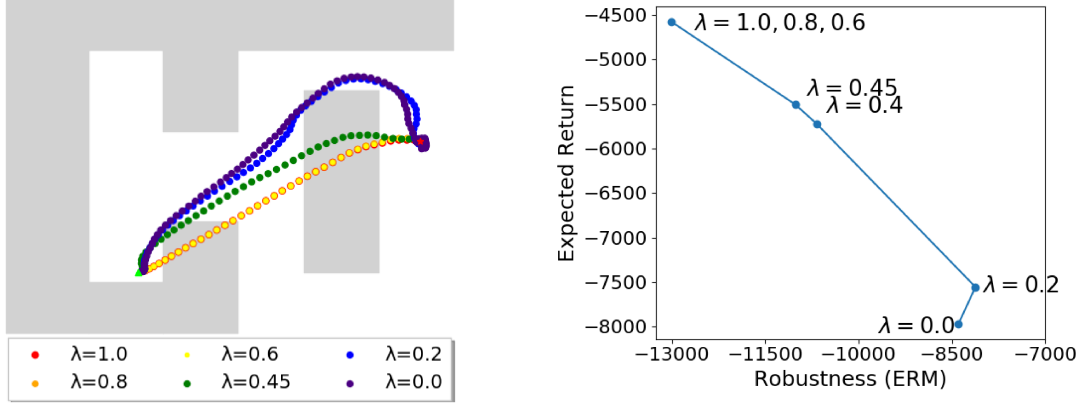 λ=1.0 λ=0.6 λ=0.2
λ=0.8 λ=0.45 λ=0.0
Expected Return
−4500
−5000
−5500
−6000
−6500
−7000
−7500
−8000
λ = 1.0, 0.8, 0.6
λ = 0.45
λ = 0.4
λ = 0.2
λ = 0.0
−13000 −11500 −10000 −8500 −7000
Robustness (ERM)